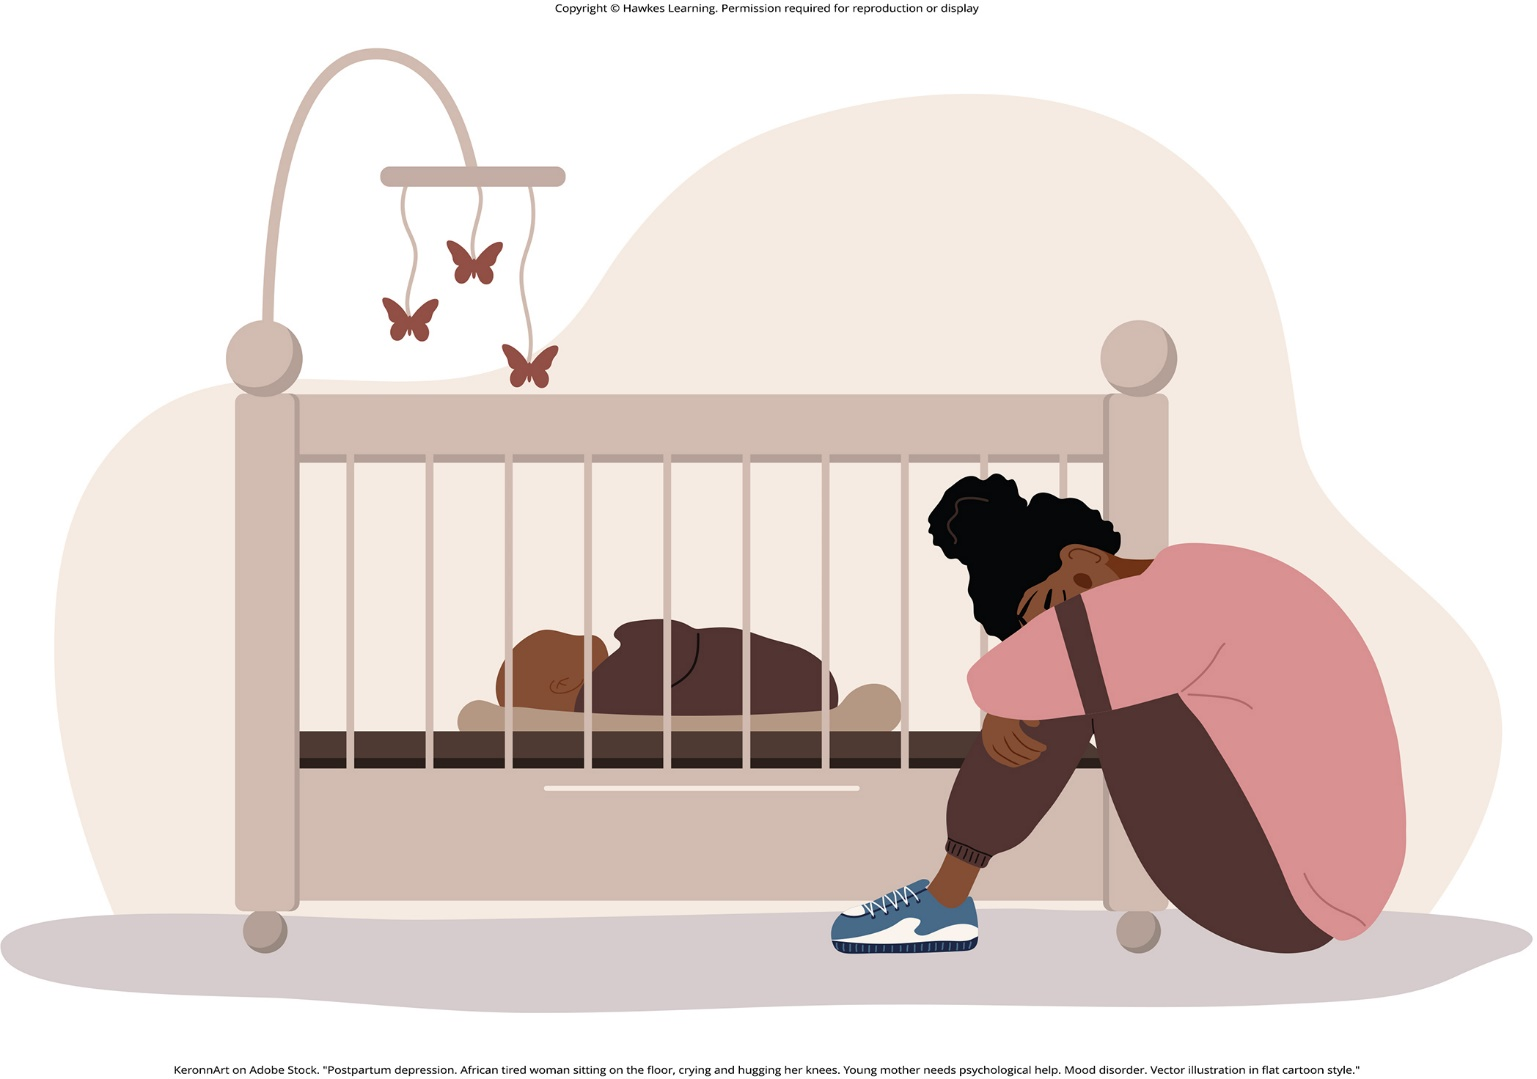 Copyright © Hawkes Learning. Permission required for reproduction or display
KeronnArt on Adobe Stock. "Postpartum depression. African tired woman sitting on the floor, crying and hugging her knees. Young mother needs psychological help. Mood disorder. Vector illustration in flat cartoon style."